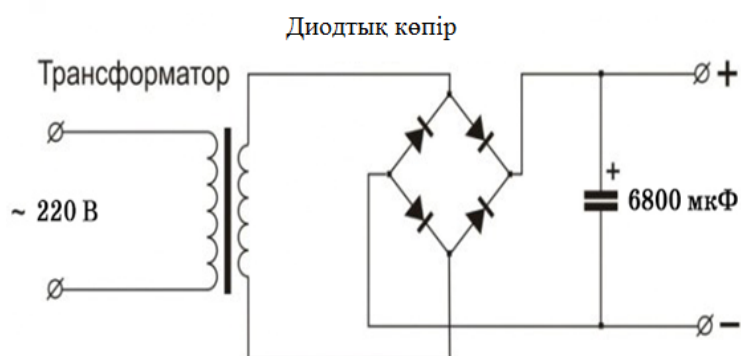 Диодтық көпір
Трансформатор
+
+
6800 мкФ
~ 220 В
−